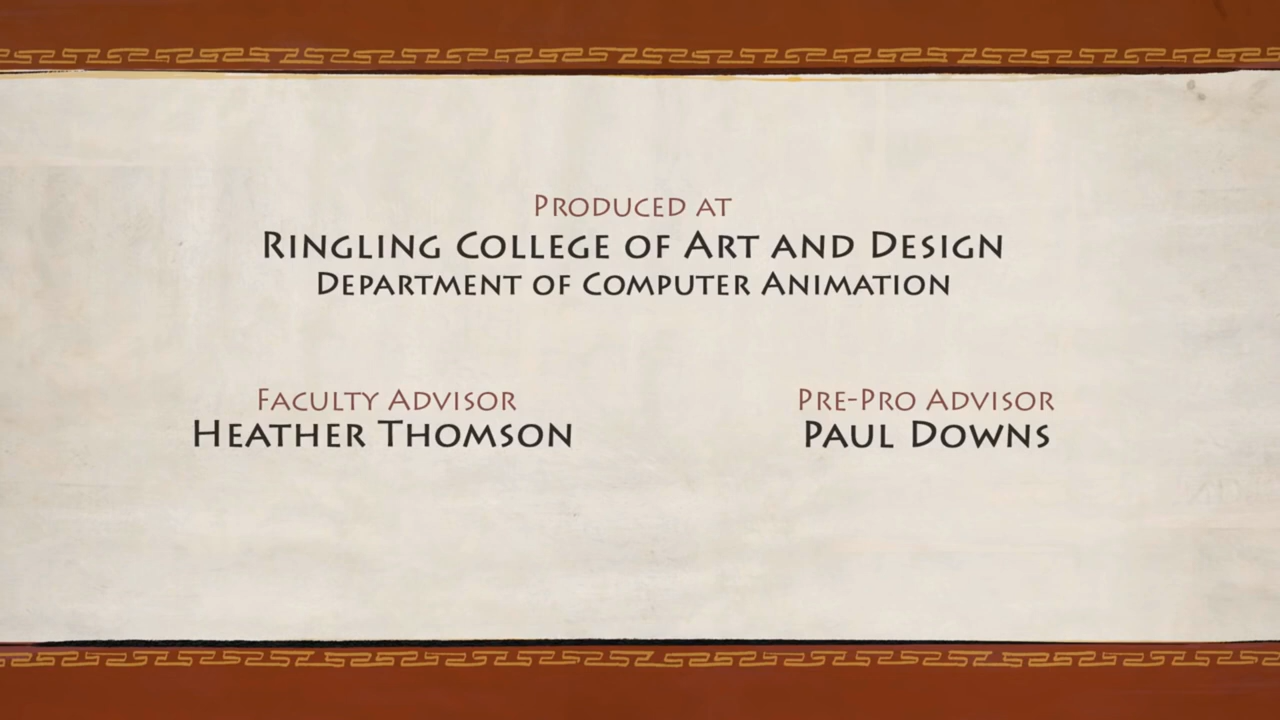 Produced at
Ringling College of Art and Design
Department of Computer Animation
Faculty Advisor
Heather Thomson
Pre-Pro Advisor
Paul Downs